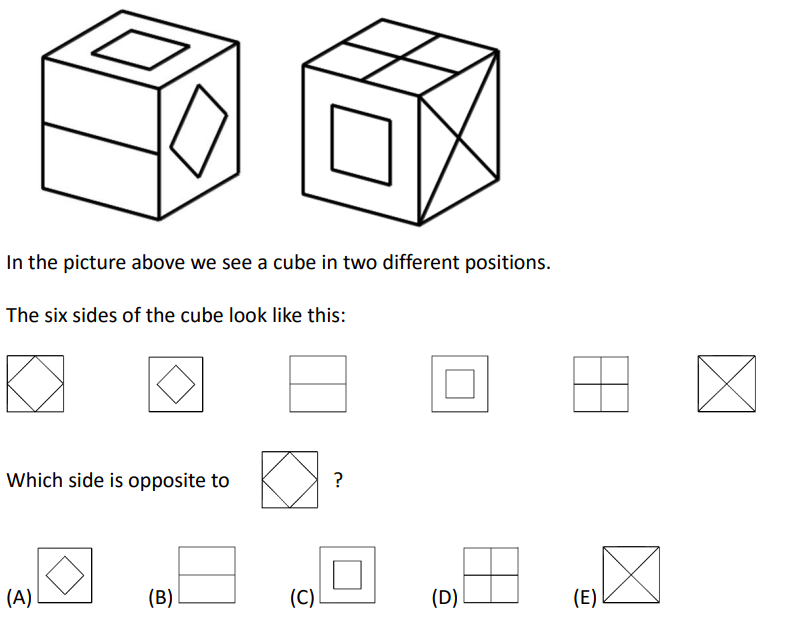 In the picture above we see a cube in two different positions.
The six sides of the cube look like this:
Which side is opposite to ?
(A) (B) (C) (D) (E)